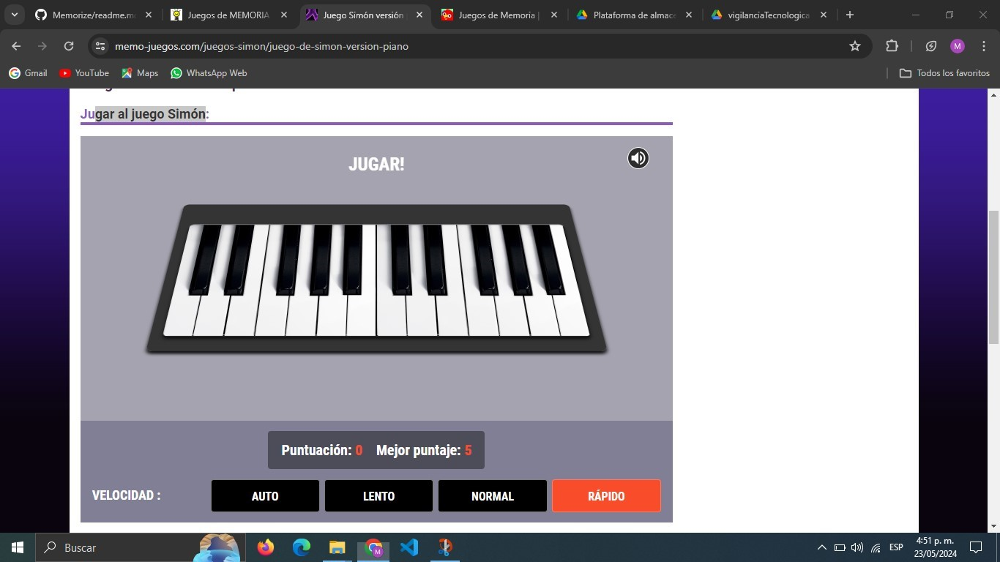 Memorize/readme.m
Juegos de MEMORIA
Juego Simón versión
Juegos de Memoria |
Plataforma de almace
vigilanciaTecnologica
memo-juegos.com/juegos-simon/juego-de-simon-version-piano
M
Gmail
YouTube
Maps
WhatsApp Web
Todos los favoritos
Jugar al juego Simón:
JUGAR!
Puntuación: 0 Mejor puntaje: 5
VELOCIDAD :
AUTO
LENTO
NORMAL
RÁPIDO
Buscar
M
ESP
4:51 p. m.
23/05/2024